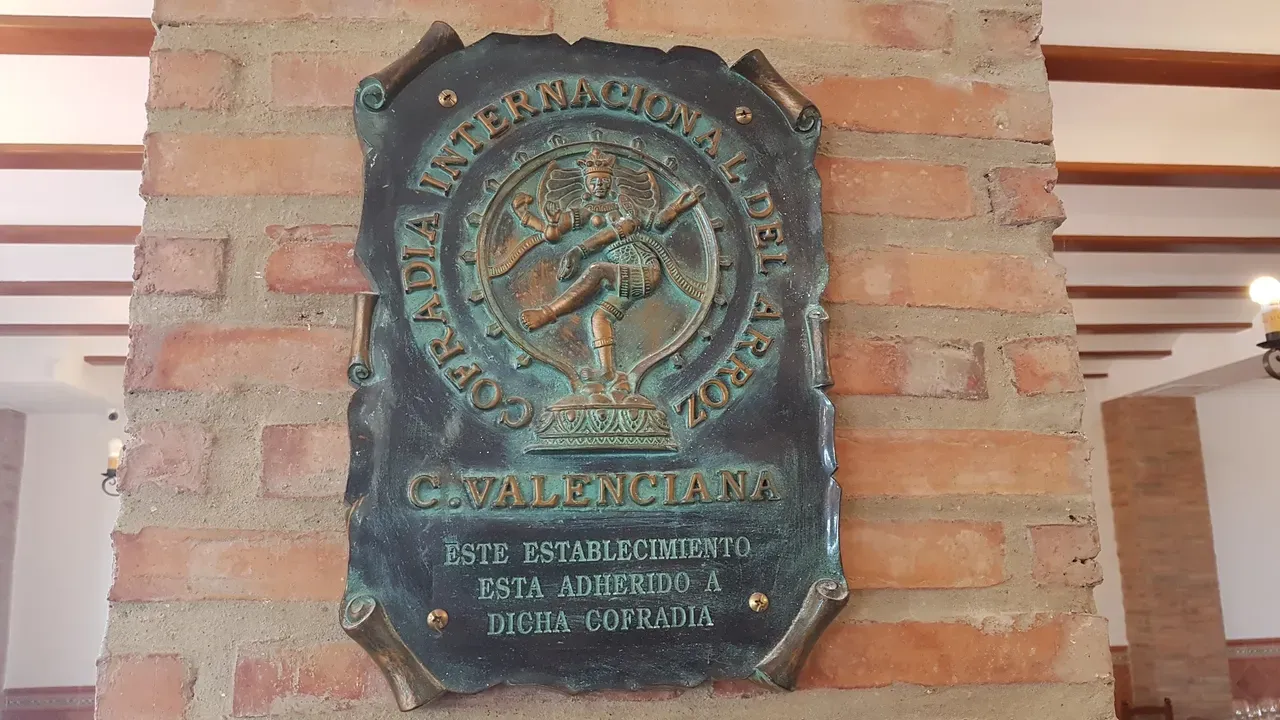 COFRADIA INTERNACIONAL DEL ARROZ
C. VALENCIANA
ESTE ESTABLECIMIENTO
ESTA ADHERIDO A
DICHA COFRADIA